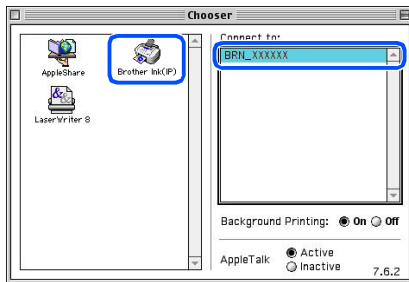 Chooser
AppleShare
Brother Ink(IP)
LaserWriter 8
Connect to:
BRN_XXXXXX
Background Printing: On Off
AppleTalk Active
Inactive
7.6.2